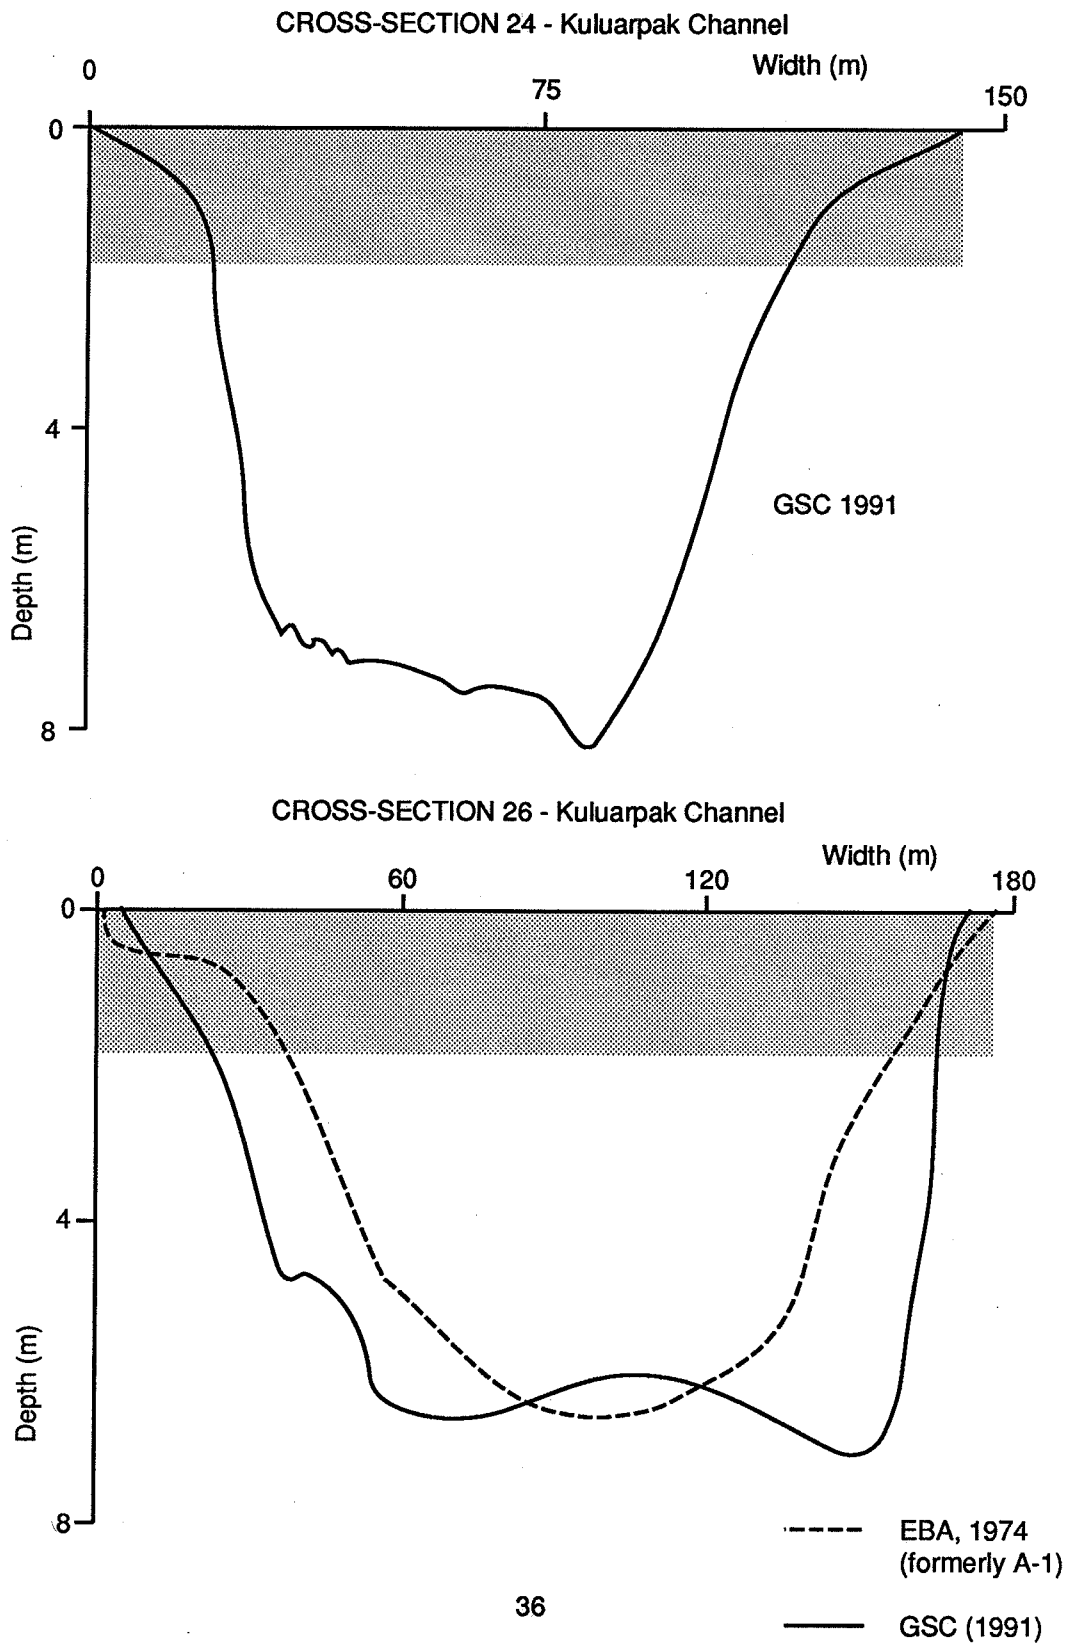 CROSS-SECTION 24 - Kuluarpak Channel
Width (m)
0
75
150
0
4
8
Depth (m)
GSC 1991
CROSS-SECTION 26 - Kuluarpak Channel
Width (m)
0
60
120
180
0
4
8
Depth (m)
EBA, 1974
(formerly A-1)
GSC (1991)
36